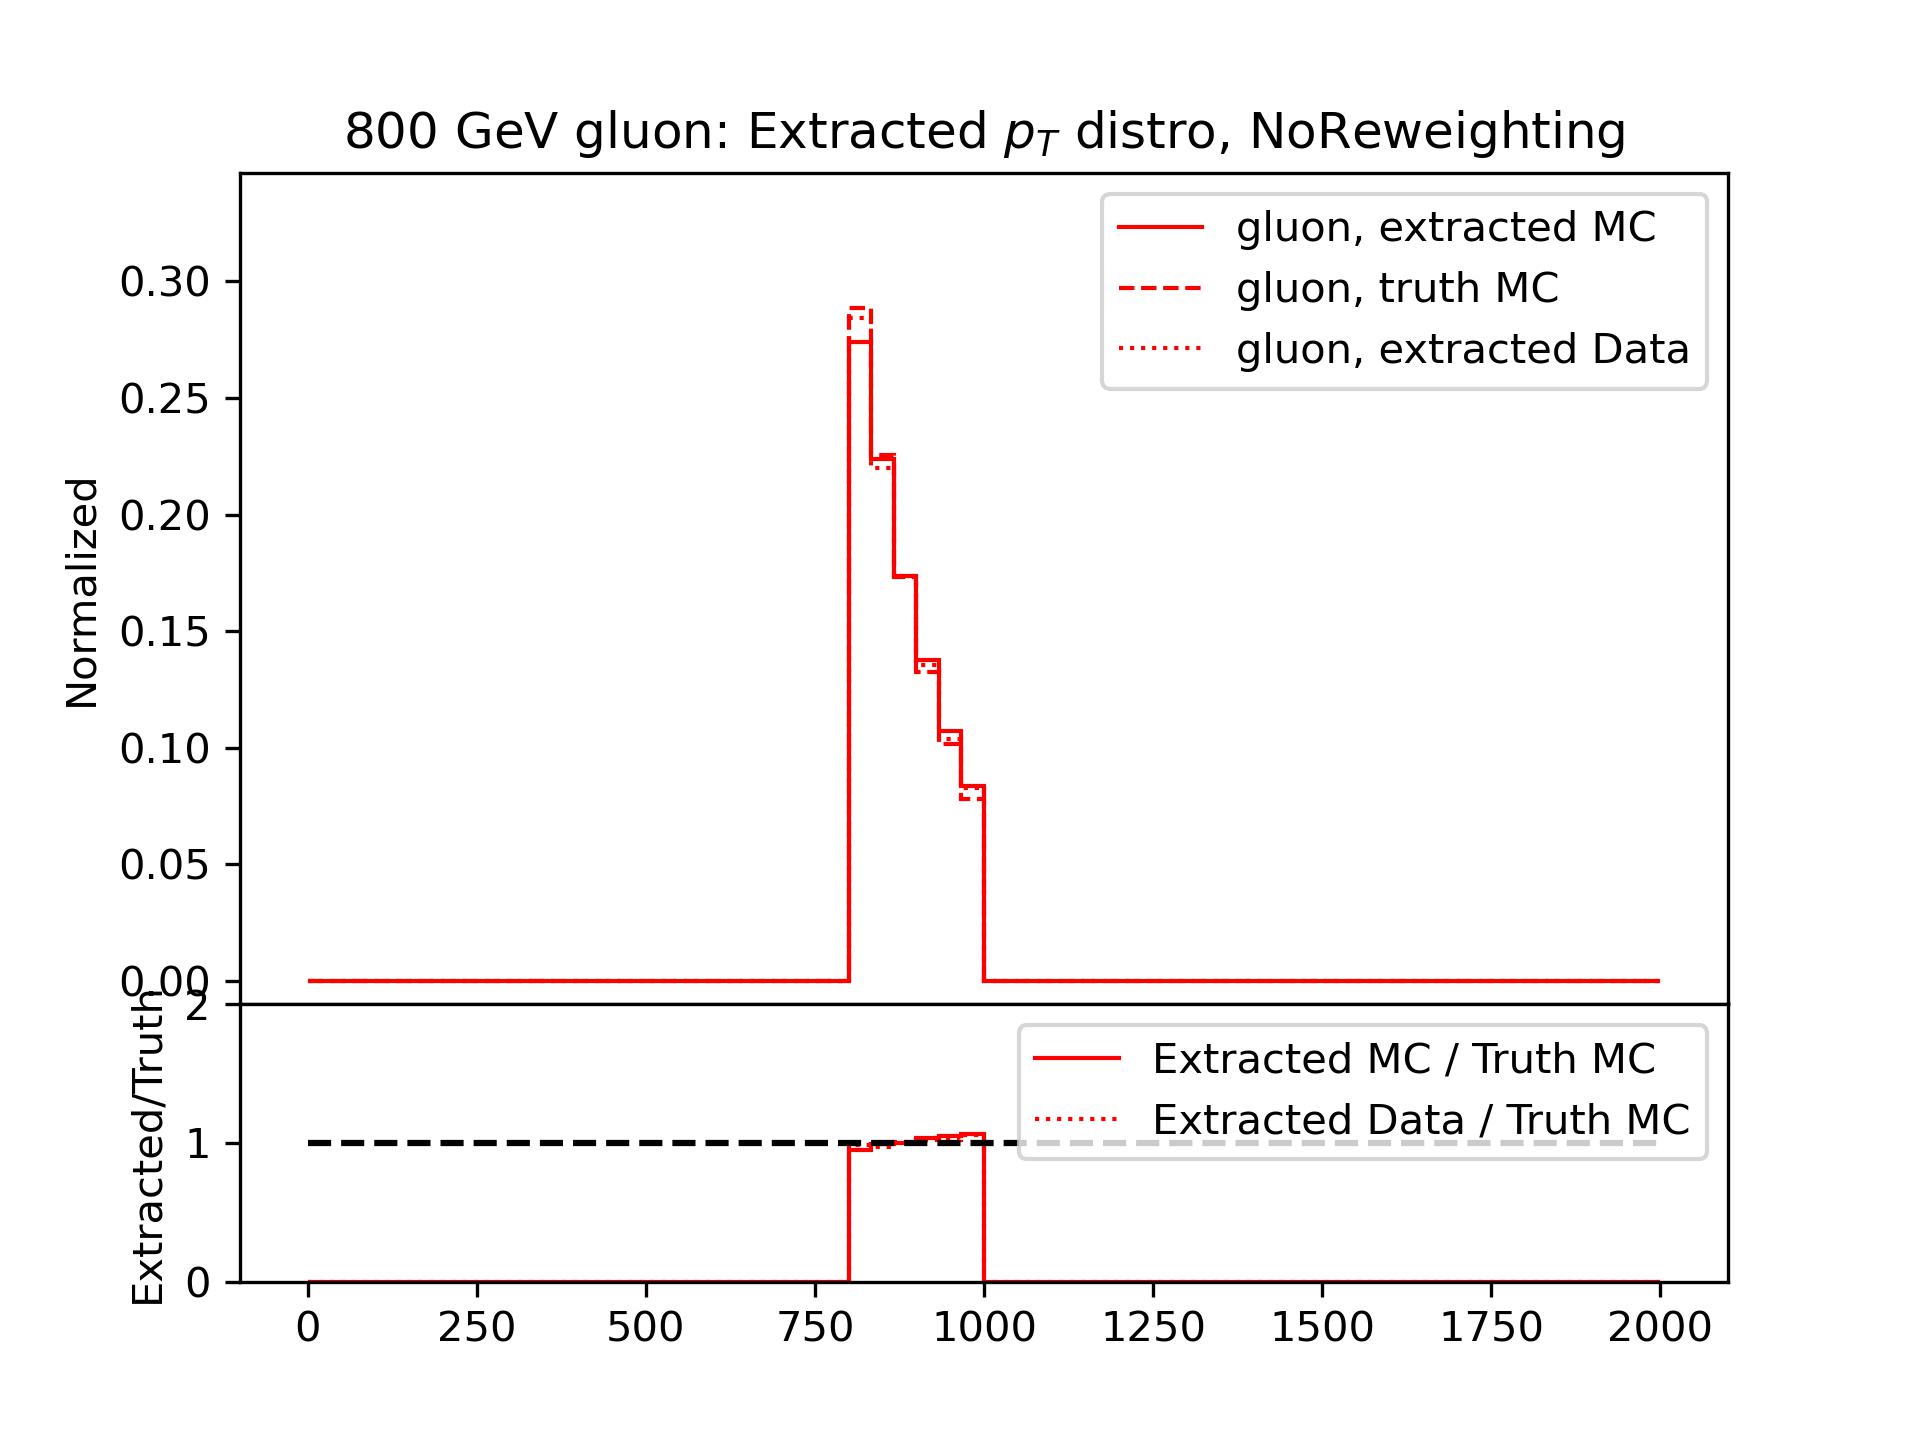 800 GeV gluon: Extracted pT distro, NoReweighting
gluon, extracted MC
gluon, truth MC
gluon, extracted Data
Normalized
0.30
0.25
0.20
0.15
0.10
0.05
0.00
Extracted MC / Truth MC
Extracted Data / Truth MC
Extracted/Truth
2
1
0
0 250 500 750 1000 1250 1500 1750 2000